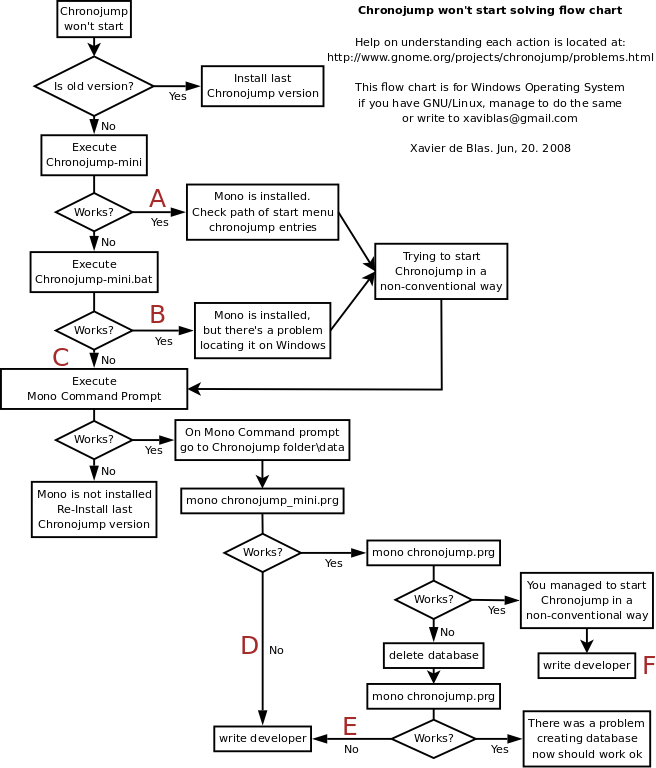 Chronojump won't start solving flow chart
Help on understanding each action is located at:
http://www.gnome.org/projects/chronojump/problems.html
This flow chart is for Windows Operating System
if you have GNU/Linux, manage to do the same
or write to xaviblas@gmail.com
Xavier de Blas. Jun, 20. 2008
Chronojump
won't start
Is old version?
Yes
Install last
Chronojump version
No
Execute
Chronojump-mini
Works?
A
Yes
Mono is installed.
Check path of start menu
chronojump entries
No
Execute
Chronojump-mini.bat
Trying to start
Chronojump in a
non-conventional way
Works?
B
Yes
Mono is installed,
but there's a problem
locating it on Windows
C
No
Execute
Mono Command Prompt
Works?
Yes
On Mono Command prompt
go to Chronojump folder\data
No
Mono is not installed
Re-Install last
Chronojump version
mono chronojump_mini.prg
Works?
Yes
mono chronojump.prg
Works?
Yes
You managed to start
Chronojump in a
non-conventional way
write developer
F
No
delete database
mono chronojump.prg
D
No
write developer
E
No
Works?
Yes
There was a problem
creating database
now should work ok